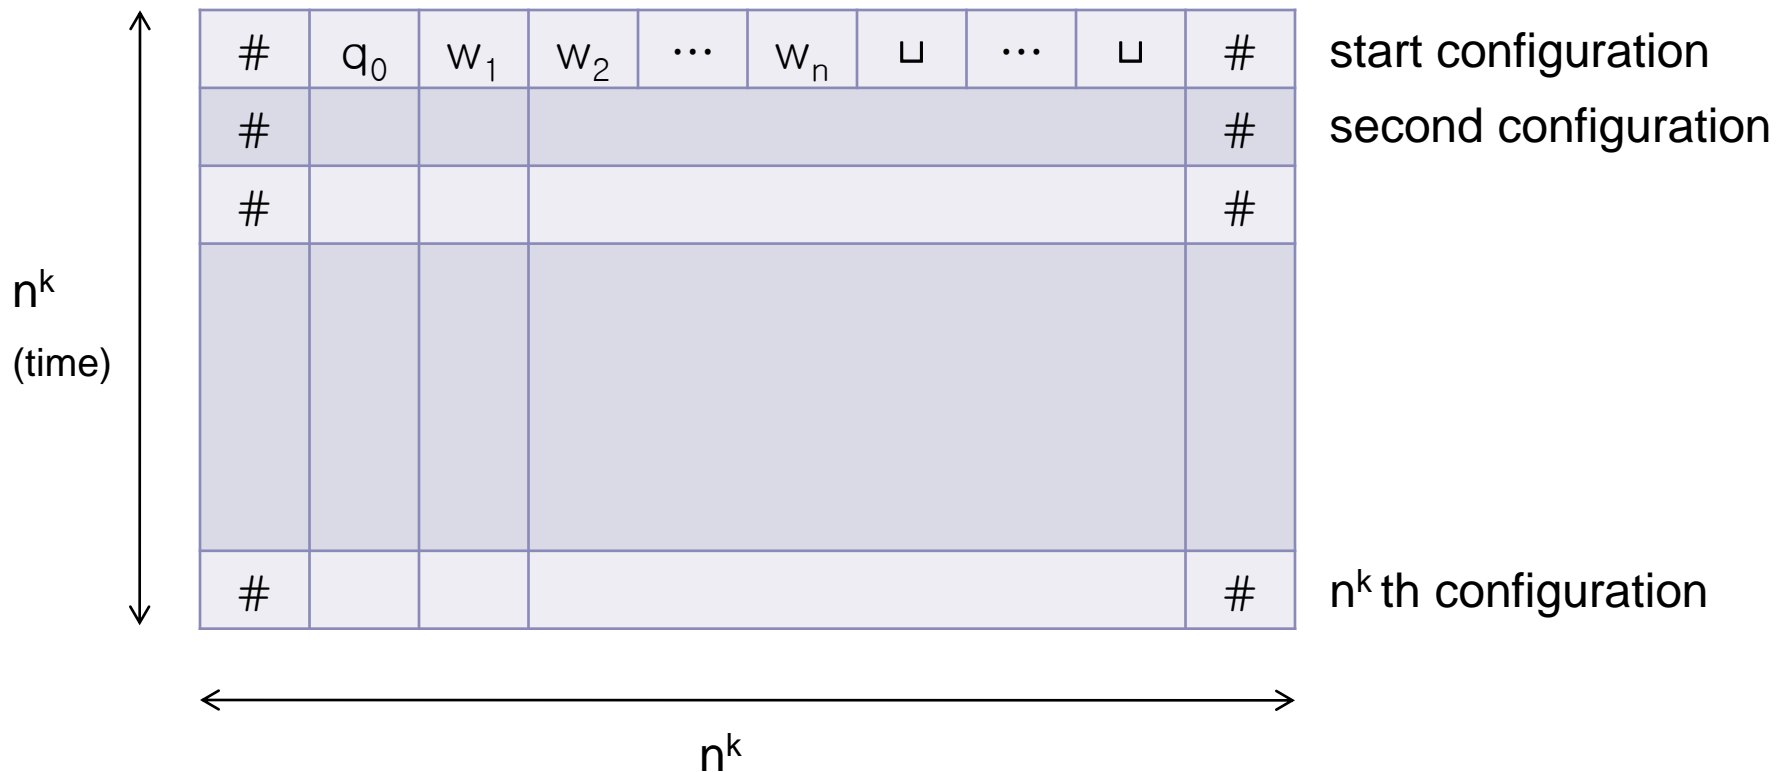 # q₀ w₁ w₂ ⋯ wₙ ⊔ ⋯ ⊔ # start configuration
# # second configuration
# #
nᵏ
(time)
# # nᵏ th configuration
nᵏ